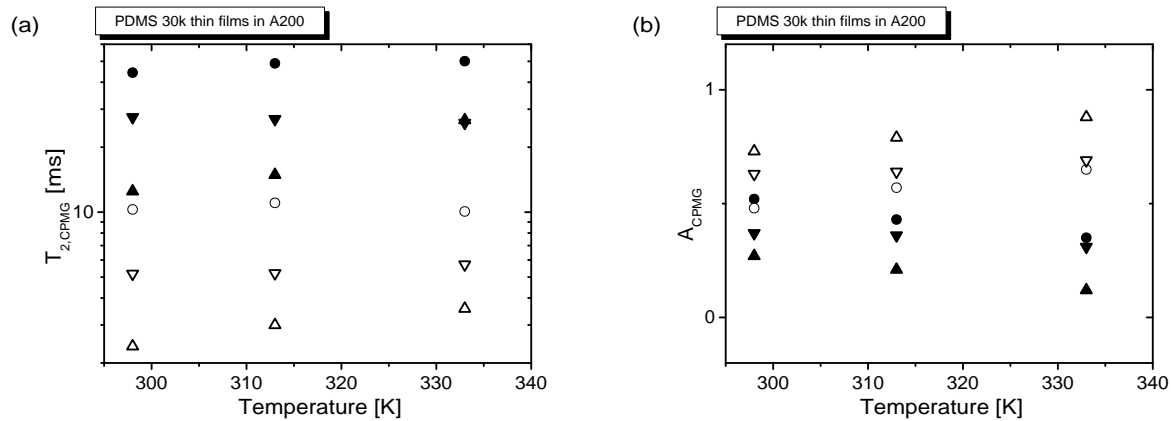 (a)
PDMS 30k thin films in A200
10
T2,CPMG [ms]
300 310 320 330 340
Temperature [K]
(b)
PDMS 30k thin films in A200
1
0
ACPMG
300 310 320 330 340
Temperature [K]